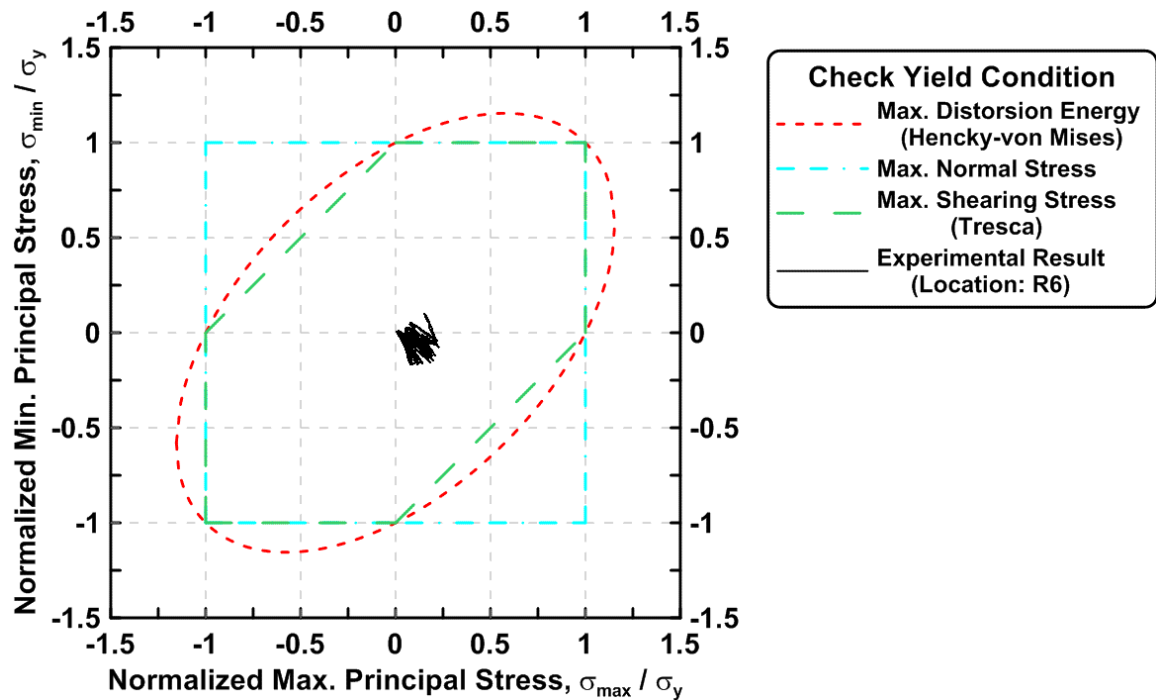 -1.5 -1 -0.5 0 0.5 1 1.5
1.5 1.5
1 1
0.5 0.5
0 0
-0.5 -0.5
-1 -1
-1.5 -1.5
-1.5 -1 -0.5 0 0.5 1 1.5
Normalized Min. Principal Stress, σmin / σy
Normalized Max. Principal Stress, σmax / σy
Check Yield Condition
Max. Distorsion Energy
(Hencky-von Mises)
Max. Normal Stress
Max. Shearing Stress
(Tresca)
Experimental Result
(Location: R6)